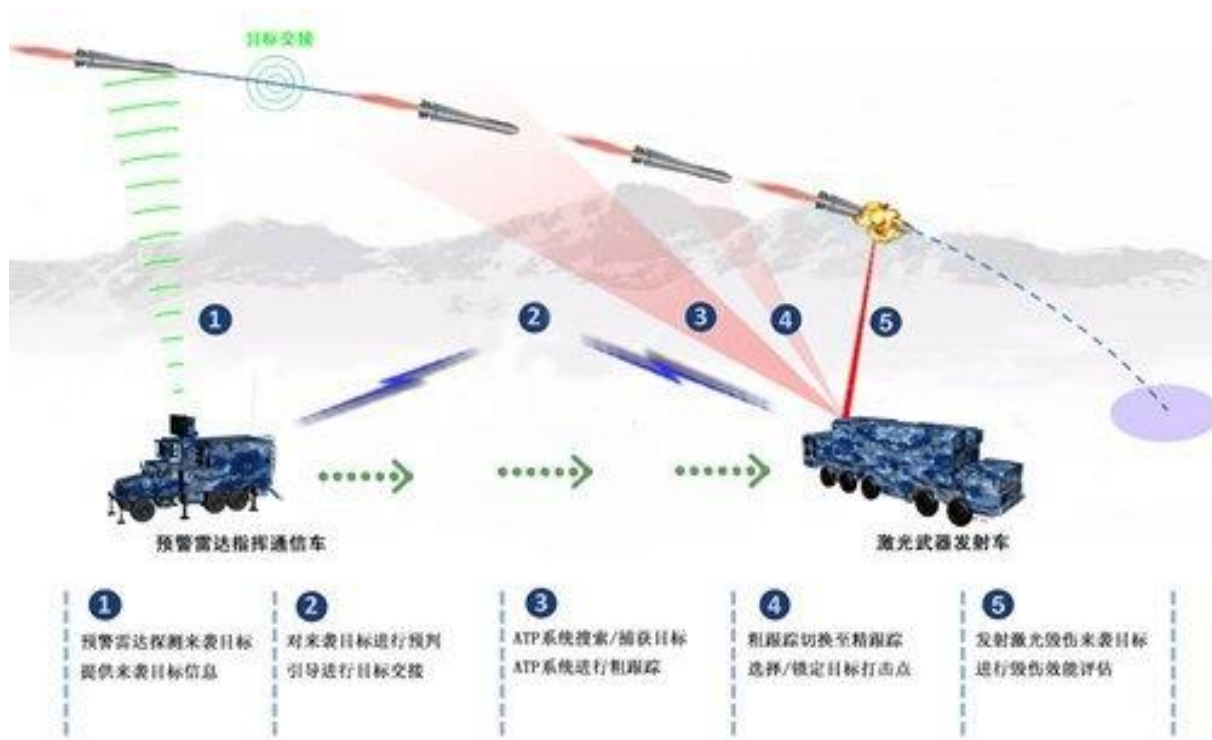 目标交接
1
2
3
4
5
预警雷达指挥通信车
激光武器发射车
1
预警雷达探测来袭目标
提供来袭目标信息
2
对来袭目标进行预判
引导进行目标交接
3
ATP系统搜索/捕获目标
ATP系统进行粗跟踪
4
粗跟踪切换至精跟踪
选择/锁定目标打击点
5
发射激光毁伤来袭目标
进行毁伤效能评估